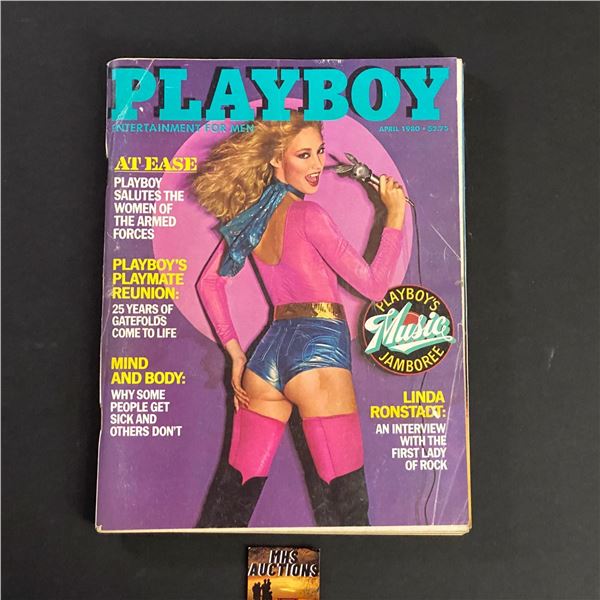 PLAYBOY
ENTERTAINMENT FOR MEN
APRIL 1980 • $2.75
AT EASE
PLAYBOY
SALUTES THE
WOMEN OF
THE ARMED
FORCES
PLAYBOY'S
PLAYMATE
REUNION:
25 YEARS OF
GATEFOLDS
COME TO LIFE
MIND
AND BODY:
WHY SOME
PEOPLE GET
SICK AND
OTHERS DON'T
PLAYBOY'S
Music
JAMBOREE
LINDA
RONSTADT:
AN INTERVIEW
WITH THE
FIRST LADY
OF ROCK
MHS
AUCTIONS